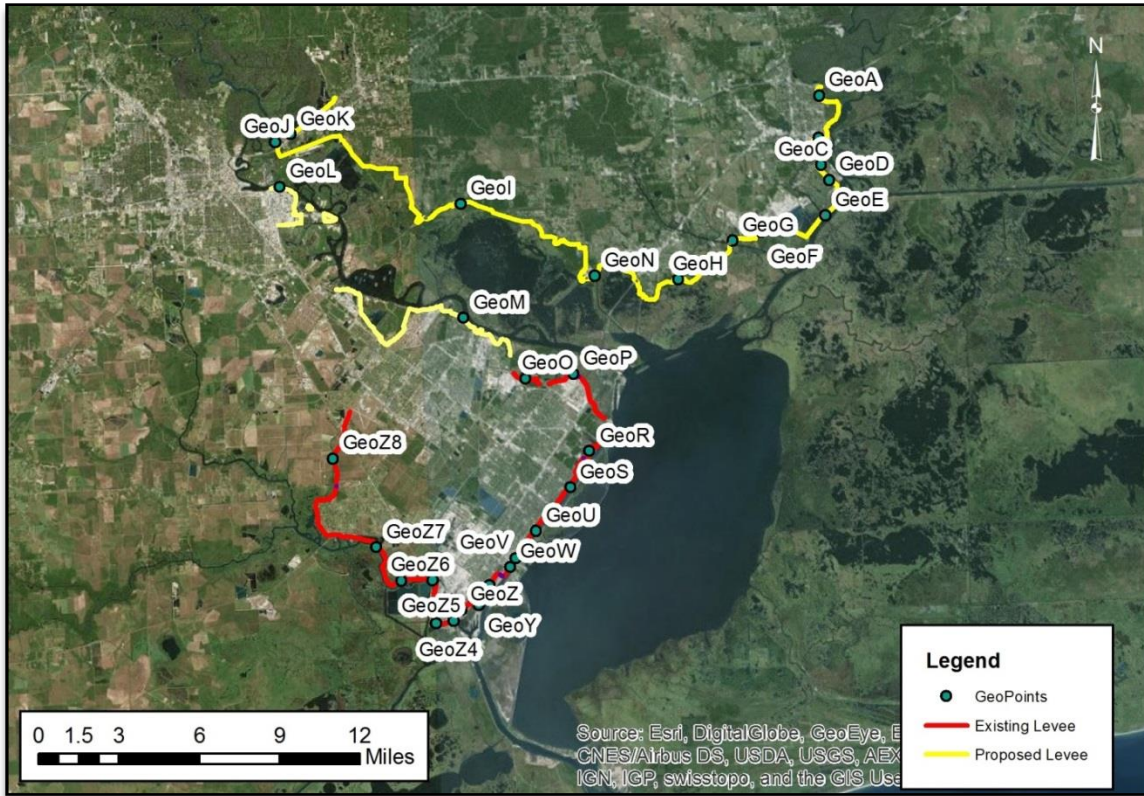 N
GeoA
GeoK
GeoJ
GeoC
GeoD
GeoL
GeoI
GeoE
GeoG
GeoF
GeoN
GeoH
GeoM
GeoP
GeoO
GeoR
GeoZ8
GeoS
GeoU
GeoZ7
GeoV
GeoW
GeoZ6
GeoZ
GeoZ5
GeoY
GeoZ4
Legend
GeoPoints
Existing Levee
Proposed Levee
0 1.5 3 6 9 12
Miles
Source: Esri, DigitalGlobe, GeoEye, E
CNES/Airbus DS, USDA, USGS, AEX
IGN, IGP, swisstopo, and the GIS Use